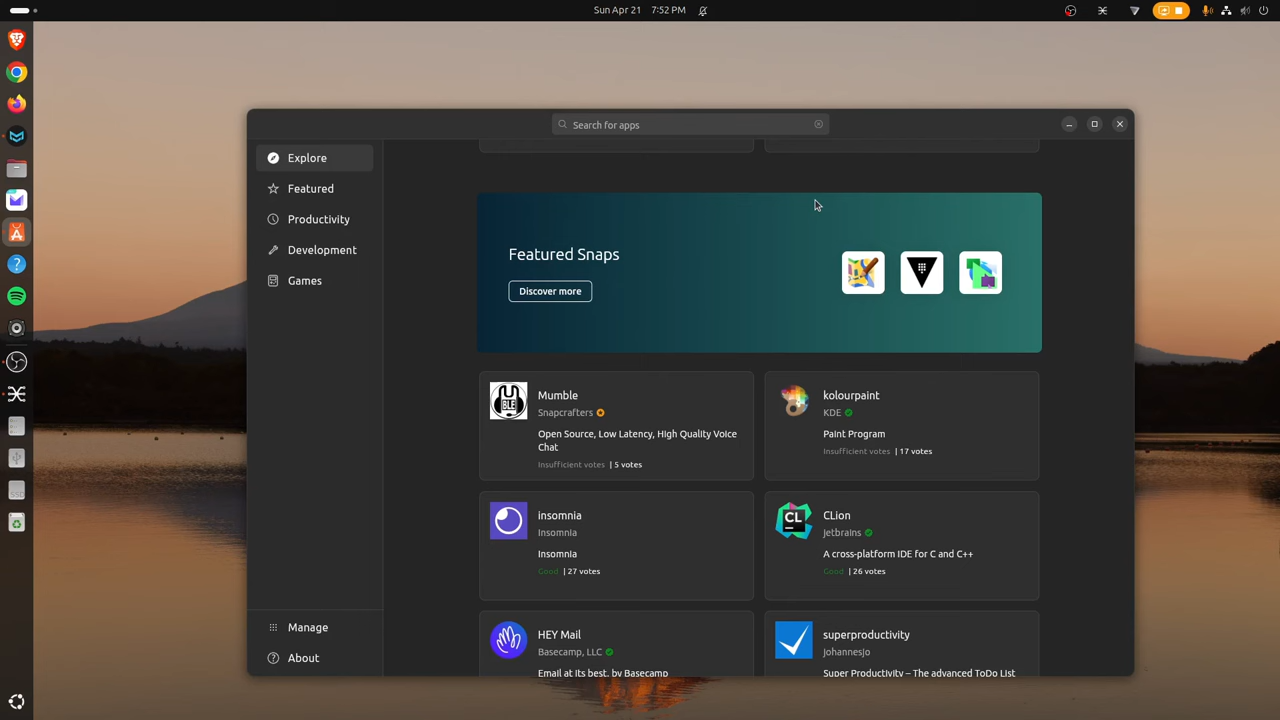 Sun Apr 21 7:52 PM
Search for apps
Explore
Featured
Productivity
Development
Games
Manage
About
Featured Snaps
Discover more
Mumble
Snapcrafters
Open Source, Low Latency, High Quality Voice
Chat
Insufficient votes | 5 votes
kolourpaint
KDE
Paint Program
Insufficient votes | 17 votes
insomnia
Insomnia
Insomnia
Good | 27 votes
CL
CLion
Jetbrains
A cross-platform IDE for C and C++
Good | 26 votes
HEY Mail
Basecamp, LLC
Email at its best, by Basecamp
superproductivity
Johannesjo
Super Productivity – The advanced ToDo List